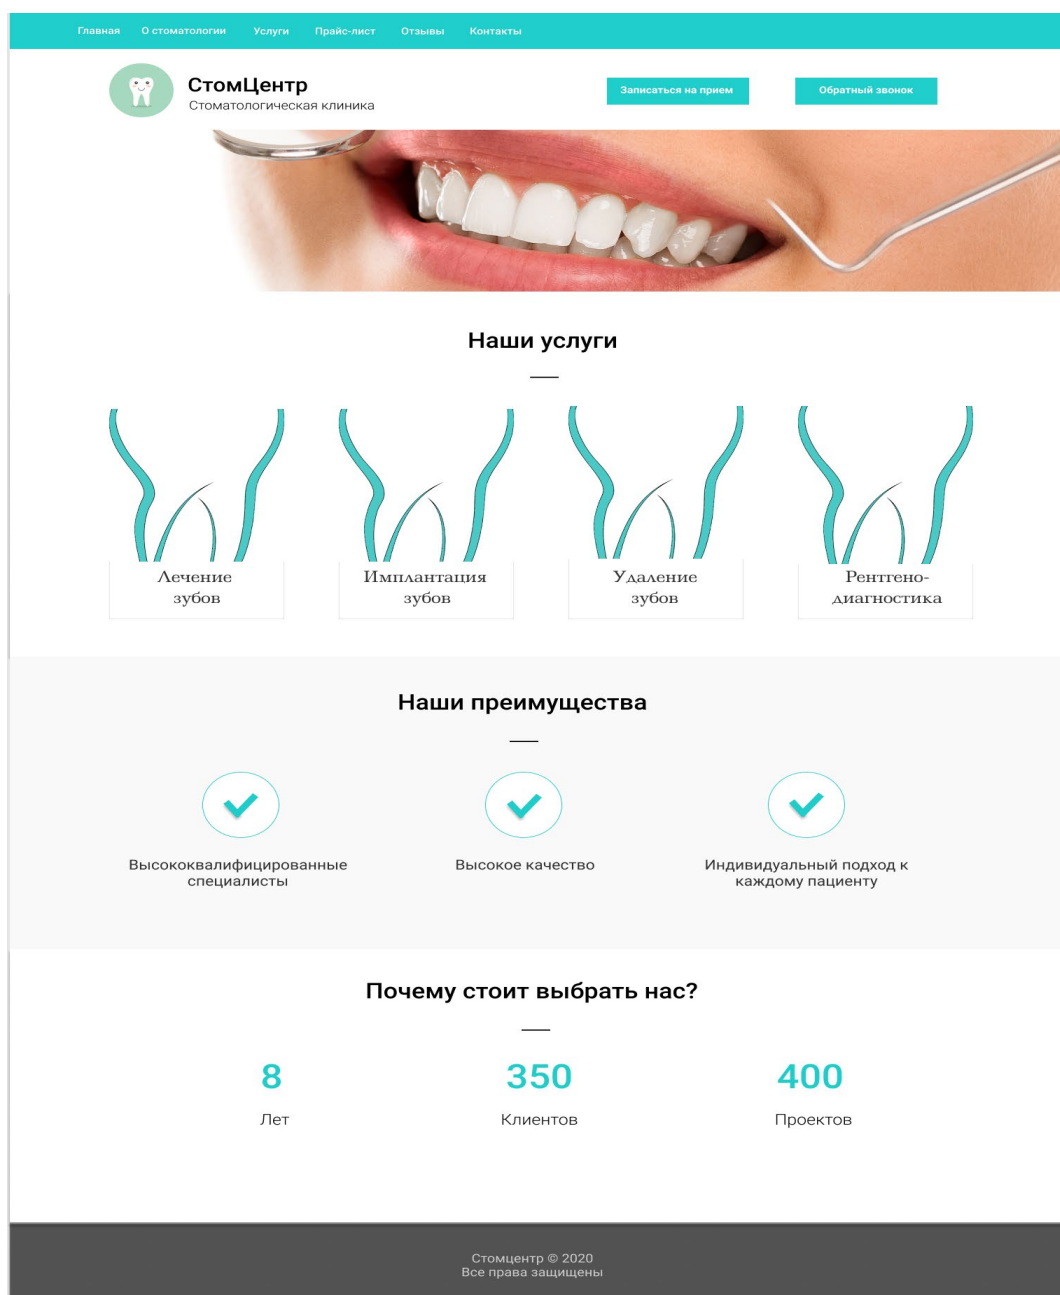 Главная О стоматологии Услуги Прайс-лист Отзывы Контакты
СтомЦентр
Стоматологическая клиника
Записаться на прием Обратный звонок
Наши услуги
Лечение
зубов
Имплантация
зубов
Удаление
зубов
Рентгено-
диагностика
Наши преимущества
Высококвалифицированные
специалисты
Высокое качество
Индивидуальный подход к
каждому пациенту
Почему стоит выбрать нас?
8 350 400
Лет Клиентов Проектов
Стомцентр © 2020
Все права защищены